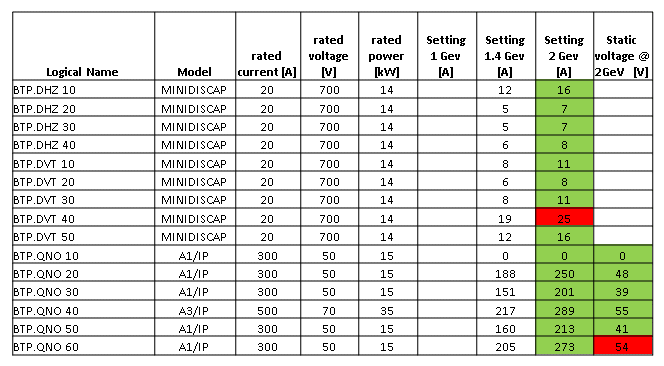 Logical Name Model rated current [A] rated voltage [V] rated power [kW] Setting 1 Gev [A] Setting 1.4 Gev [A] Setting 2 Gev [A] Static voltage @ 2GeV [V]
BTP.DHZ 10 MINIDISCAP 20 700 14 12 16
BTP.DHZ 20 MINIDISCAP 20 700 14 5 7
BTP.DHZ 30 MINIDISCAP 20 700 14 5 7
BTP.DHZ 40 MINIDISCAP 20 700 14 6 8
BTP.DVT 10 MINIDISCAP 20 700 14 8 11
BTP.DVT 20 MINIDISCAP 20 700 14 6 8
BTP.DVT 30 MINIDISCAP 20 700 14 8 11
BTP.DVT 40 MINIDISCAP 20 700 14 19 25
BTP.DVT 50 MINIDISCAP 20 700 14 12 16
BTP.QNO 10 A1/IP 300 50 15 0 0 0
BTP.QNO 20 A1/IP 300 50 15 188 250 48
BTP.QNO 30 A1/IP 300 50 15 151 201 39
BTP.QNO 40 A3/IP 500 70 35 217 289 55
BTP.QNO 50 A1/IP 300 50 15 160 213 41
BTP.QNO 60 A1/IP 300 50 15 205 273 54